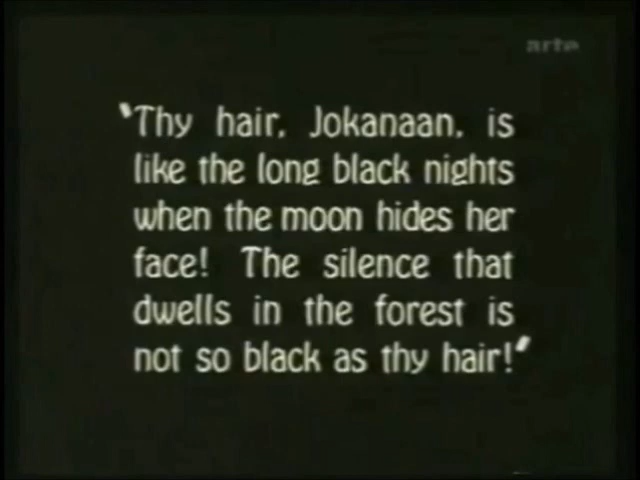 arte
"Thy hair, Jokanaan, is
like the long black nights
when the moon hides her
face! The silence that
dwells in the forest is
not so black as thy hair!"